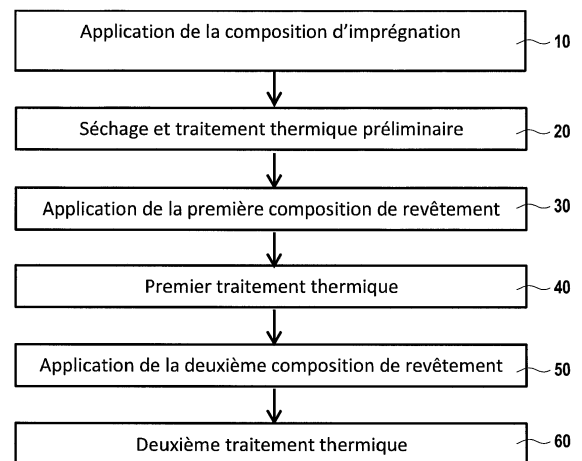 Application de la composition d'imprégnation
10
Séchage et traitement thermique préliminaire
20
Application de la première composition de revêtement
30
Premier traitement thermique
40
Application de la deuxième composition de revêtement
50
Deuxième traitement thermique
60